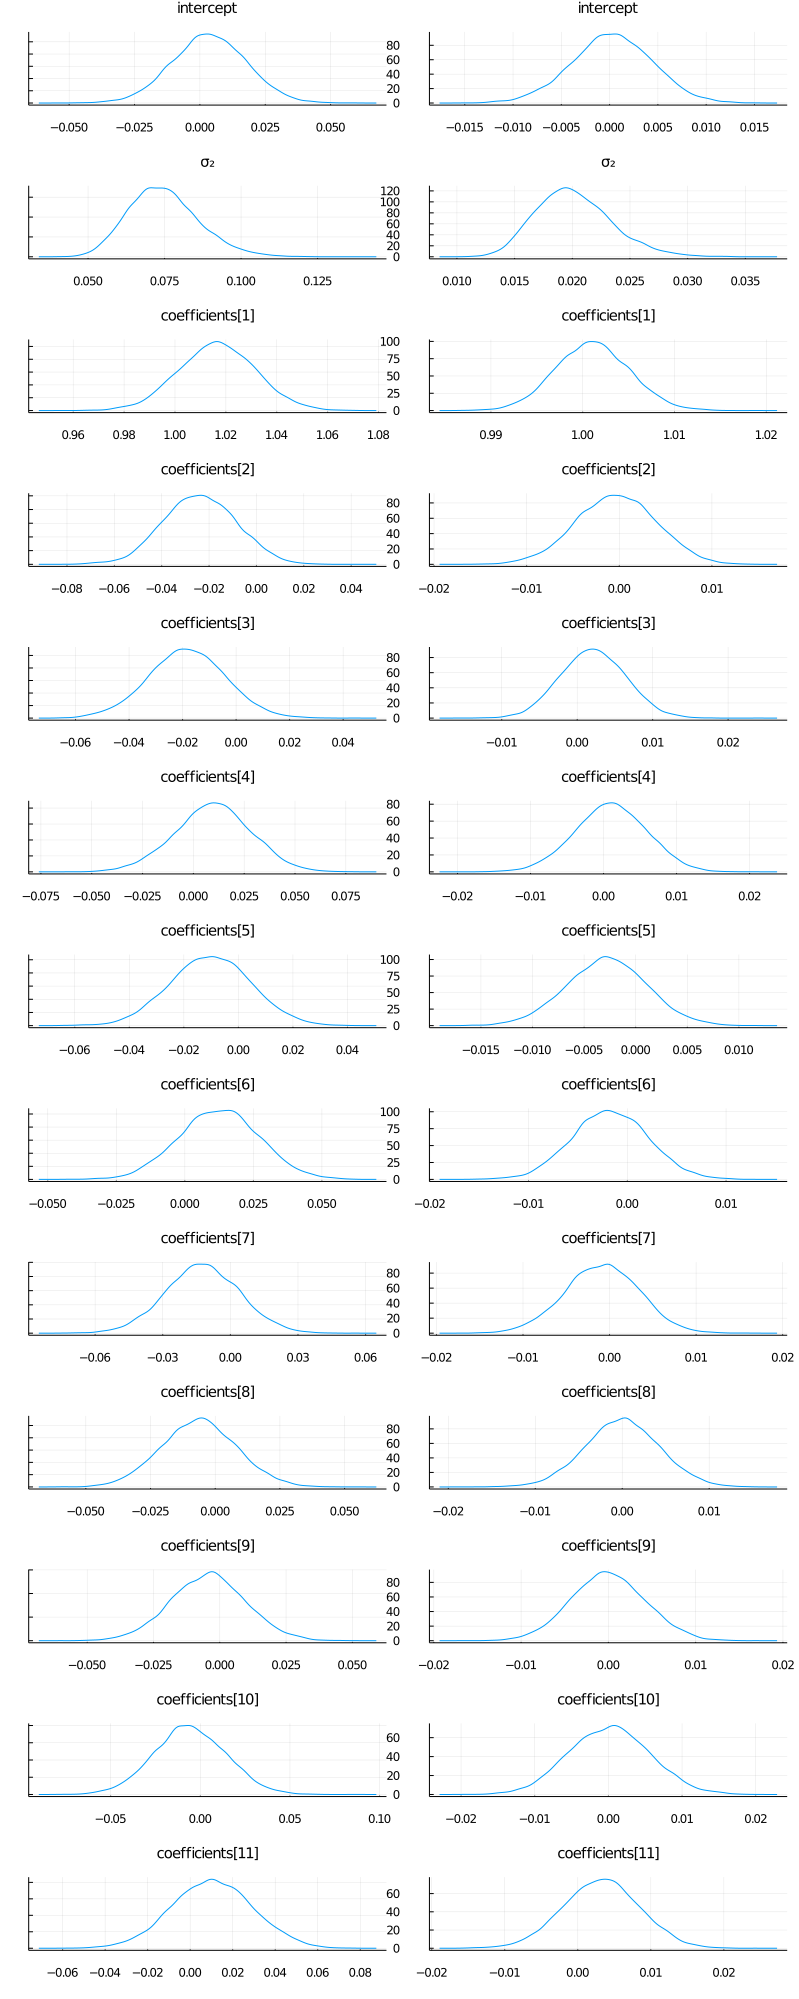 intercept intercept
80
60
40
20
0
−0.050 −0.025 0.000 0.025 0.050 −0.015 −0.010 −0.005 0.000 0.005 0.010 0.015
σ₂ σ₂
120
100
80
60
40
20
0
0.050 0.075 0.100 0.125 0.010 0.015 0.020 0.025 0.030 0.035
coefficients[1] coefficients[1]
100
75
50
25
0
0.96 0.98 1.00 1.02 1.04 1.06 1.08 0.99 1.00 1.01 1.02
coefficients[2] coefficients[2]
80
60
40
20
0
−0.08 −0.06 −0.04 −0.02 0.00 0.02 0.04 −0.02 −0.01 0.00 0.01
coefficients[3] coefficients[3]
80
60
40
20
0
−0.06 −0.04 −0.02 0.00 0.02 0.04 −0.01 0.00 0.01 0.02
coefficients[4] coefficients[4]
80
60
40
20
0
−0.075 −0.050 −0.025 0.000 0.025 0.050 0.075 −0.02 −0.01 0.00 0.01 0.02
coefficients[5] coefficients[5]
100
75
50
25
0
−0.06 −0.04 −0.02 0.00 0.02 0.04 −0.015 −0.010 −0.005 0.000 0.005 0.010
coefficients[6] coefficients[6]
100
75
50
25
0
−0.050 −0.025 0.000 0.025 0.050 −0.02 −0.01 0.00 0.01
coefficients[7] coefficients[7]
80
60
40
20
0
−0.06 −0.03 0.00 0.03 0.06 −0.02 −0.01 0.00 0.01 0.02
coefficients[8] coefficients[8]
80
60
40
20
0
−0.050 −0.025 0.000 0.025 0.050 −0.02 −0.01 0.00 0.01
coefficients[9] coefficients[9]
80
60
40
20
0
−0.050 −0.025 0.000 0.025 0.050 −0.02 −0.01 0.00 0.01 0.02
coefficients[10] coefficients[10]
60
40
20
0
−0.05 0.00 0.05 0.10 −0.02 −0.01 0.00 0.01 0.02
coefficients[11] coefficients[11]
60
40
20
0
−0.06 −0.04 −0.02 0.00 0.02 0.04 0.06 0.08 −0.02 −0.01 0.00 0.01 0.02